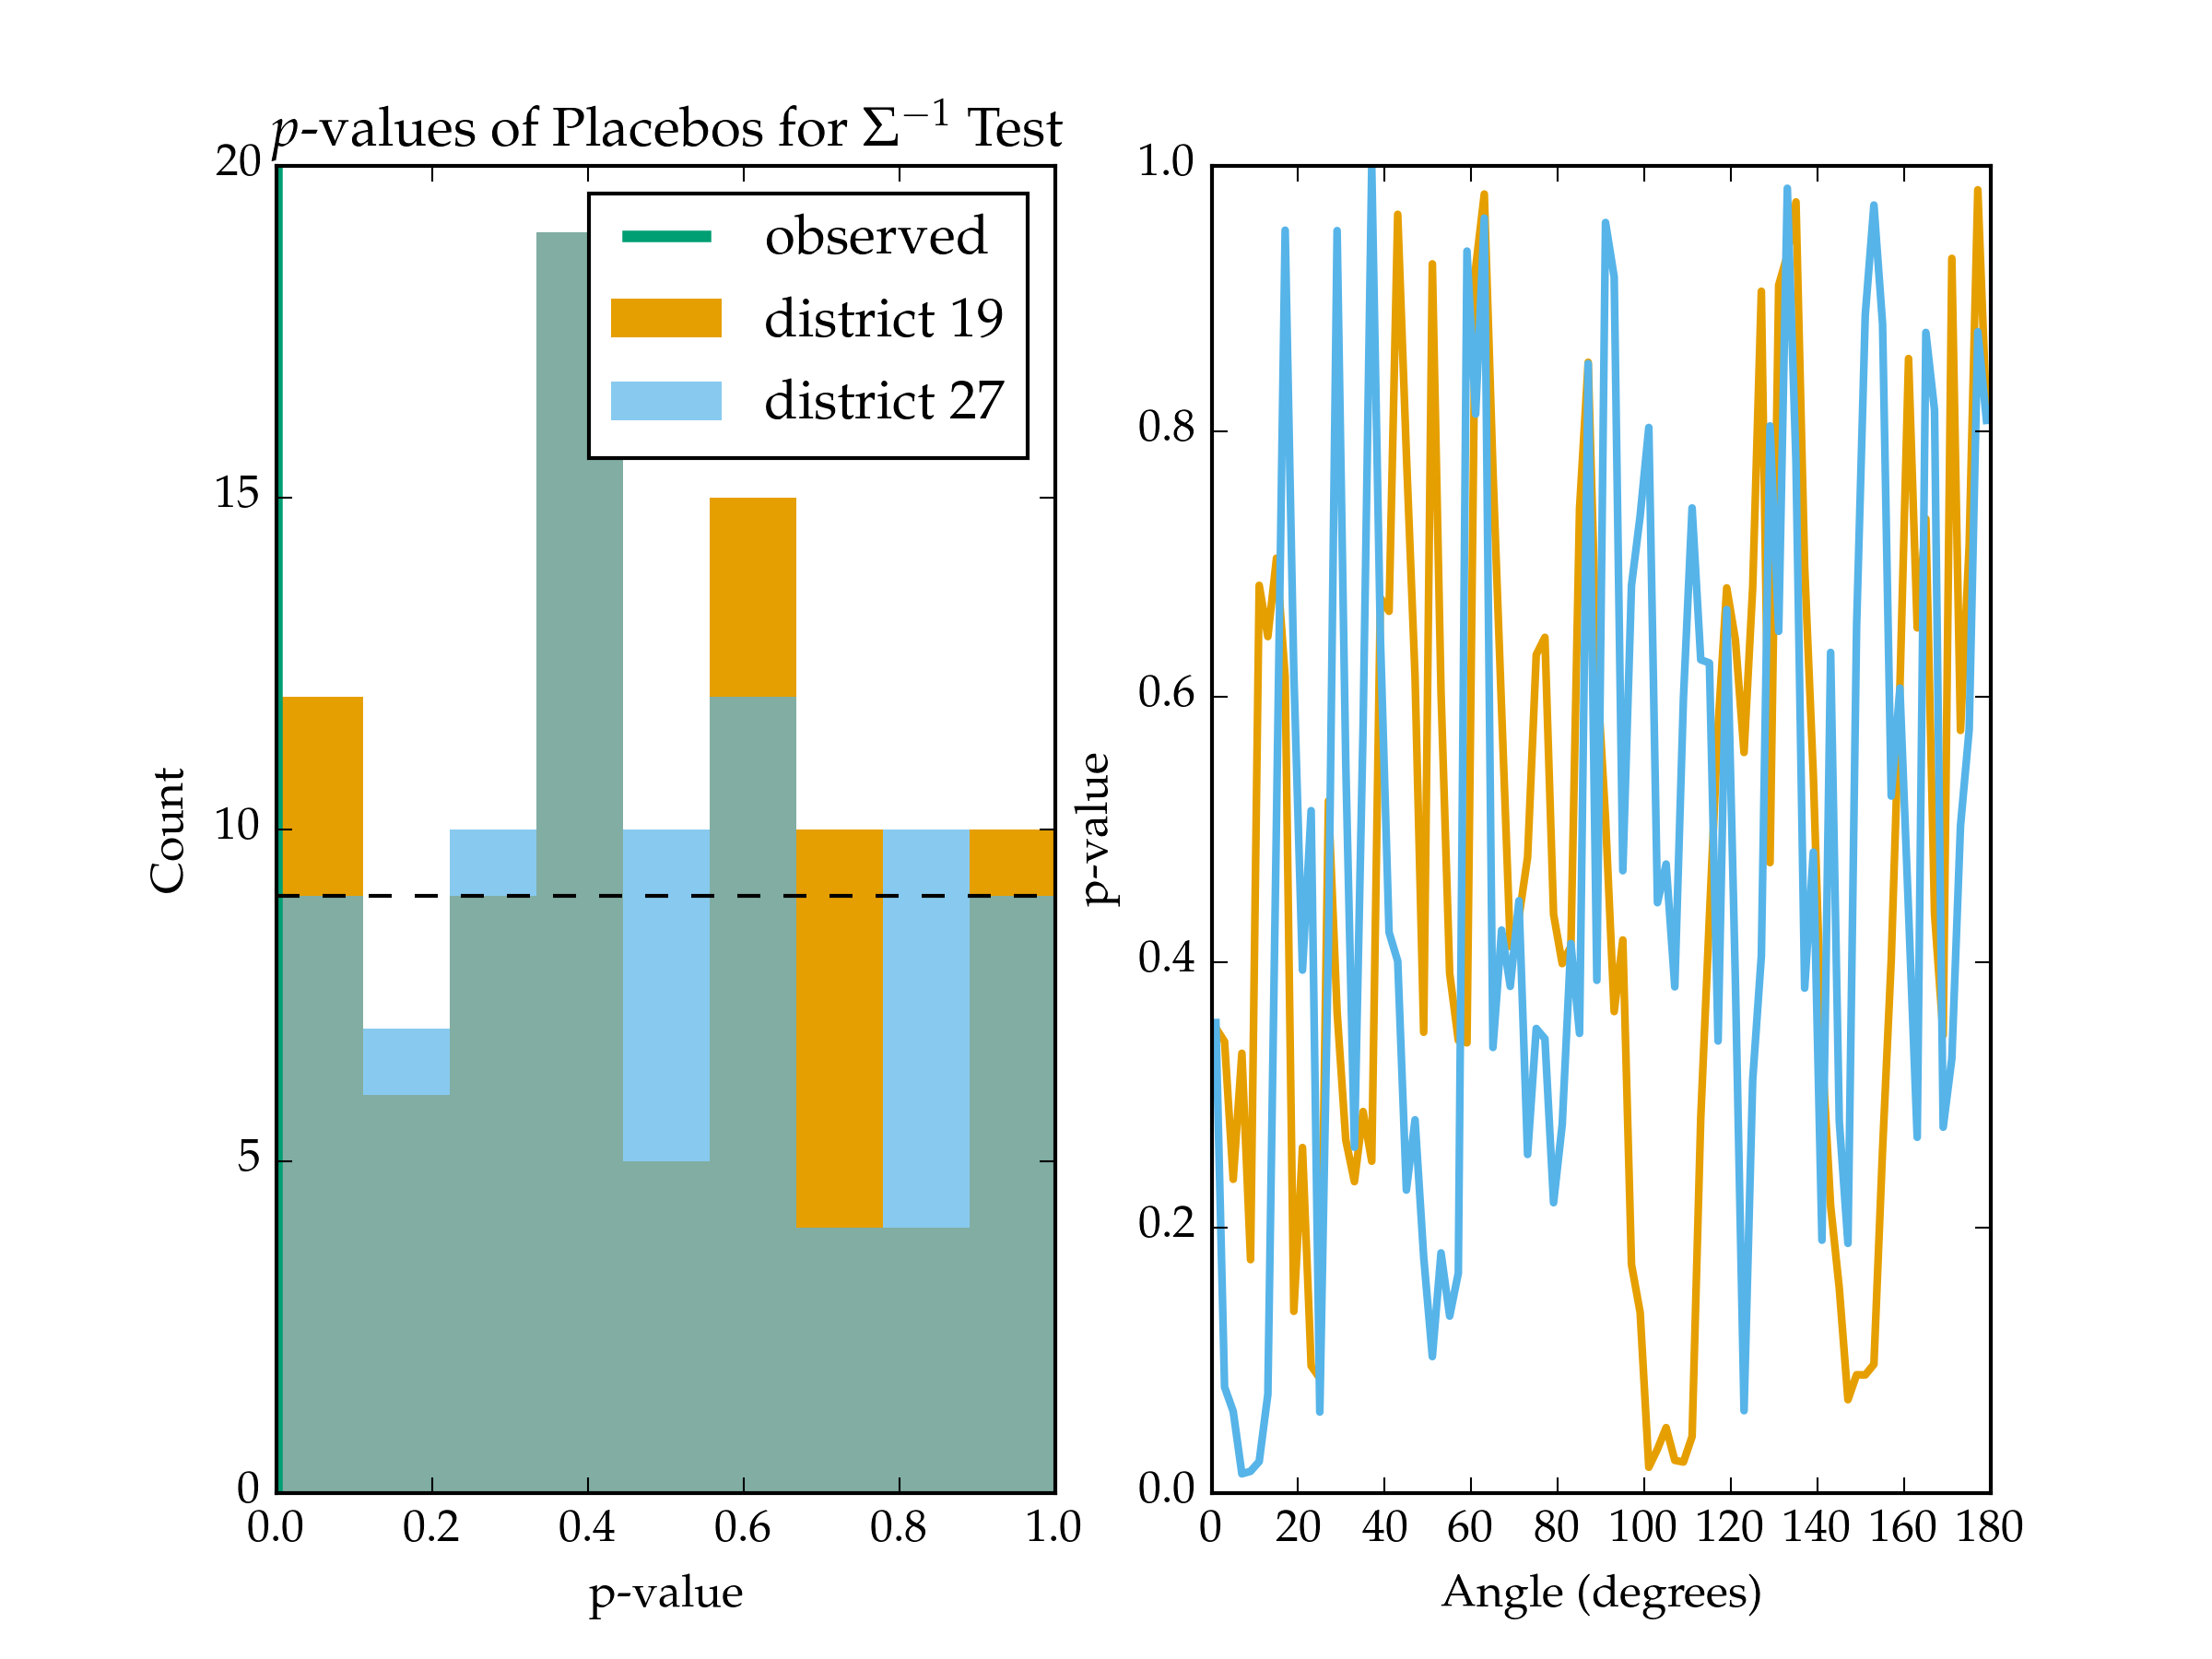 p-values of Placebos for Σ⁻¹ Test
20
15
10
5
0
Count
observed
district 19
district 27
0.0 0.2 0.4 0.6 0.8 1.0
p-value
1.0
0.8
0.6
0.4
0.2
0.0
p-value
0 20 40 60 80 100 120 140 160 180
Angle (degrees)